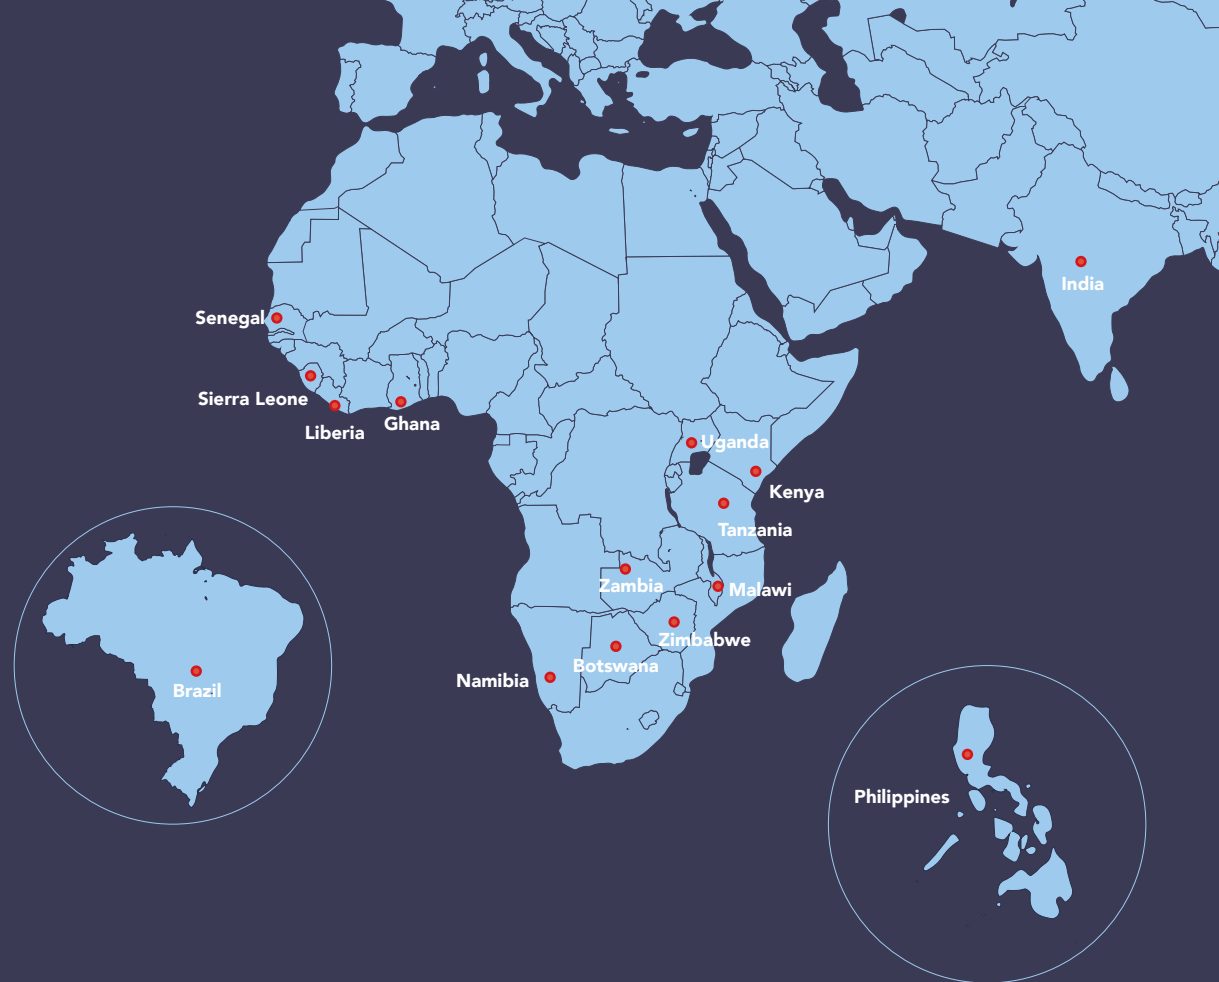 India
Senegal
Sierra Leone
Liberia
Ghana
Uganda
Kenya
Tanzania
Zambia
Malawi
Zimbabwe
Botswana
Namibia
Brazil
Philippines